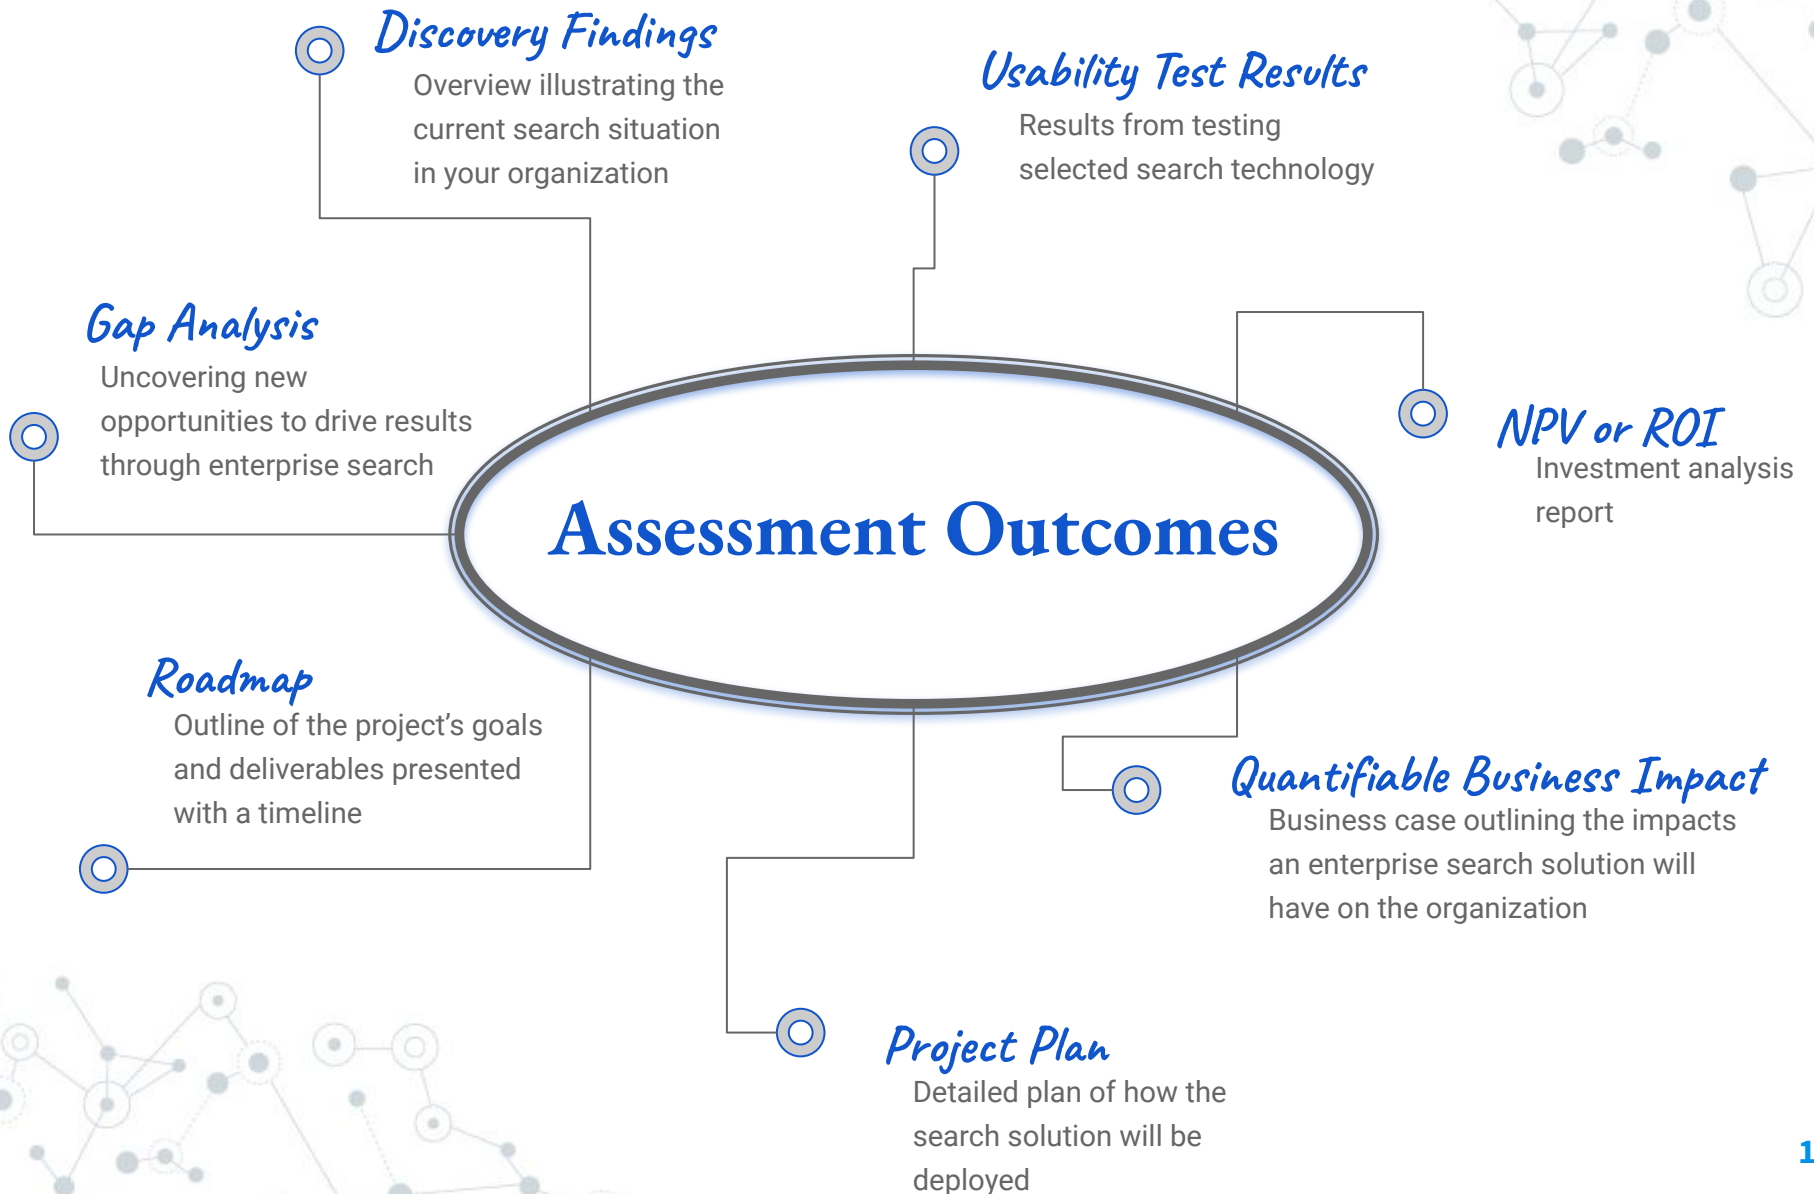 Discovery Findings
Overview illustrating the
current search situation
in your organization
Usability Test Results
Results from testing
selected search technology
Gap Analysis
Uncovering new
opportunities to drive results
through enterprise search
NPV or ROI
Investment analysis
report
Assessment Outcomes
Roadmap
Outline of the project’s goals
and deliverables presented
with a timeline
Quantifiable Business Impact
Business case outlining the impacts
an enterprise search solution will
have on the organization
Project Plan
Detailed plan of how the
search solution will be
deployed
1